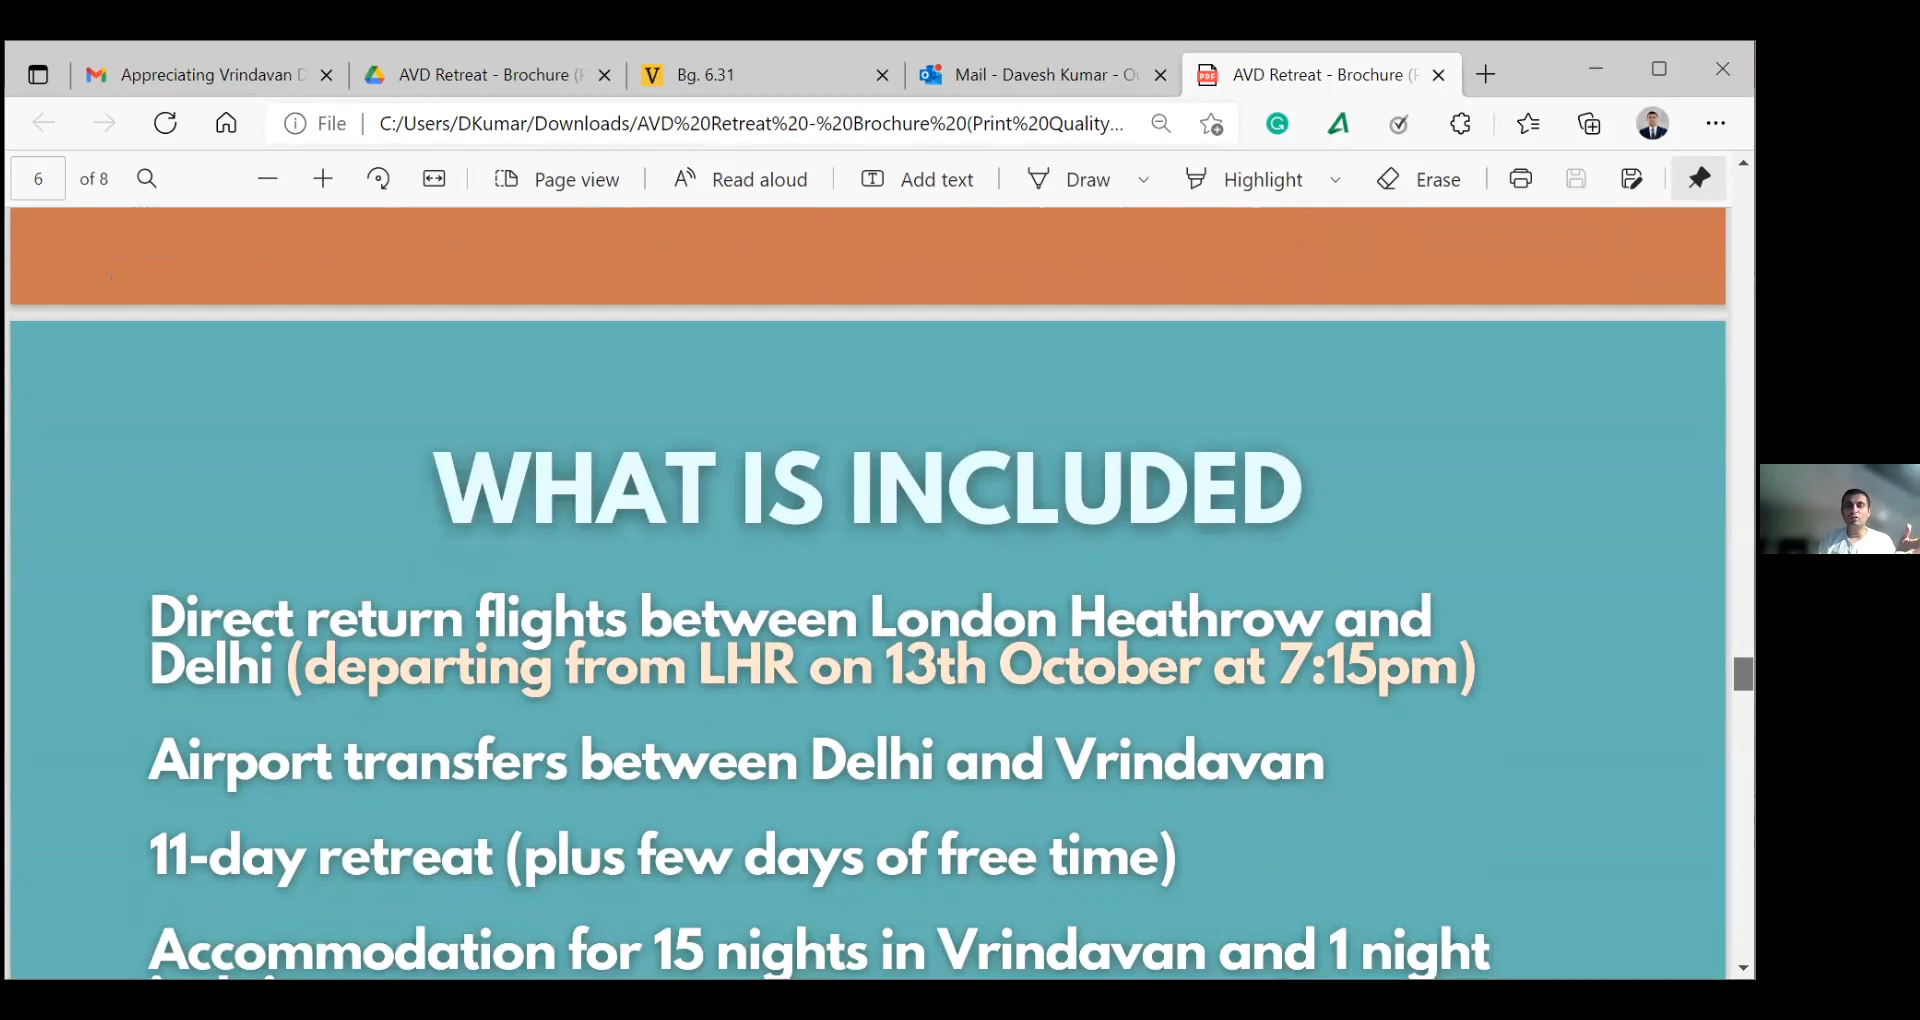 Appreciating Vrindavan D
AVD Retreat - Brochure (P
Bg. 6.31
Mail - Davesh Kumar - Ou
AVD Retreat - Brochure (P
File
C:/Users/DKumar/Downloads/AVD%20Retreat%20-%20Brochure%20(Print%20Quality...
6 of 8
Page view
Read aloud
Add text
Draw
Highlight
Erase
WHAT IS INCLUDED
Direct return flights between London Heathrow and
Delhi (departing from LHR on 13th October at 7:15pm)
Airport transfers between Delhi and Vrindavan
11-day retreat (plus few days of free time)
Accommodation for 15 nights in Vrindavan and 1 night